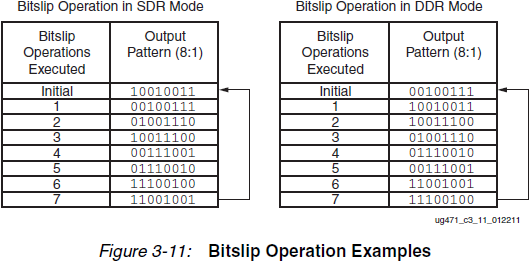 Bitslip Operation in SDR Mode
Bitslip Operations Executed Output Pattern (8:1)
Initial 10010011
1 00100111
2 01001110
3 10011100
4 00111001
5 01110010
6 11100100
7 11001001
Bitslip Operation in DDR Mode
Bitslip Operations Executed Output Pattern (8:1)
Initial 00100111
1 10010011
2 10011100
3 01001110
4 01110010
5 00111001
6 11001001
7 11100100
ug471_c3_11_012211
Figure 3-11: Bitslip Operation Examples